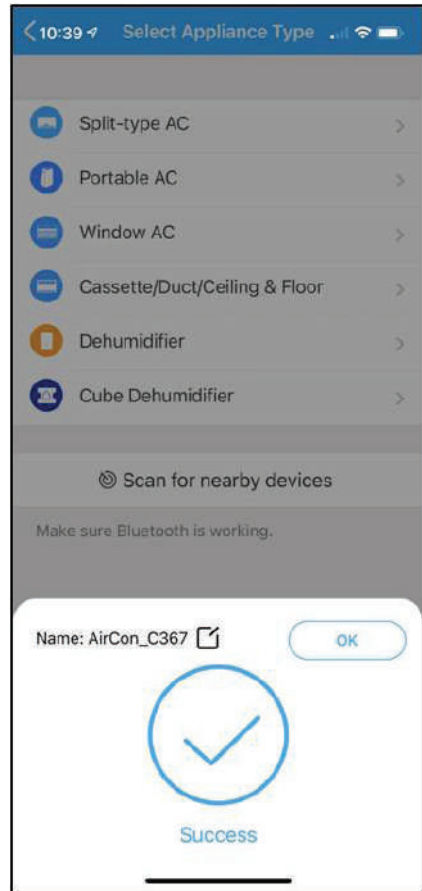 10:39 Select Appliance Type
Split-type AC
Portable AC
Window AC
Cassette/Duct/Ceiling & Floor
Dehumidifier
Cube Dehumidifier
Scan for nearby devices
Make sure Bluetooth is working.
Name: AirCon_C367 OK
Success